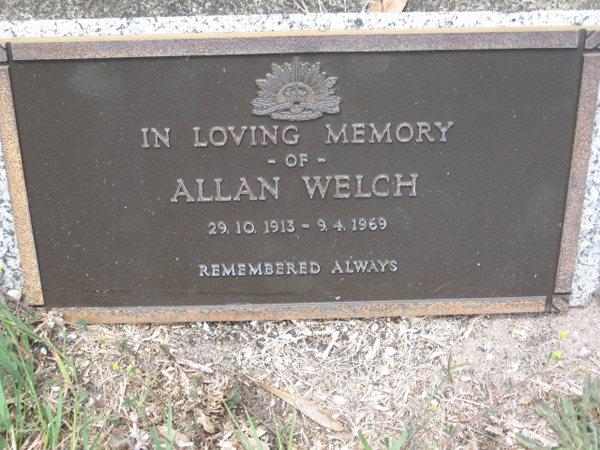 IN LOVING MEMORY
- OF -
ALLAN WELCH
29.10.1913 - 9.4.1969
REMEMBERED ALWAYS